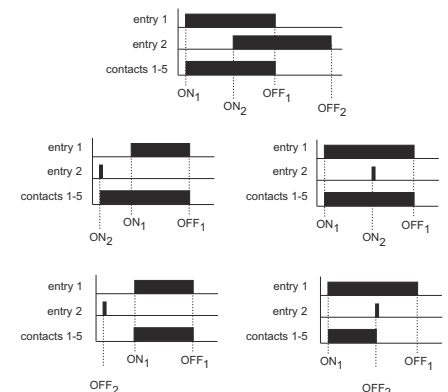 entry 1
entry 2
contacts 1-5
ON1 ON2 OFF1 OFF2
entry 1
entry 2
contacts 1-5
ON2 ON1 OFF1
entry 1
entry 2
contacts 1-5
ON1 ON2 OFF1
entry 1
entry 2
contacts 1-5
OFF2 ON1 OFF1
entry 1
entry 2
contacts 1-5
ON1 OFF2 OFF1